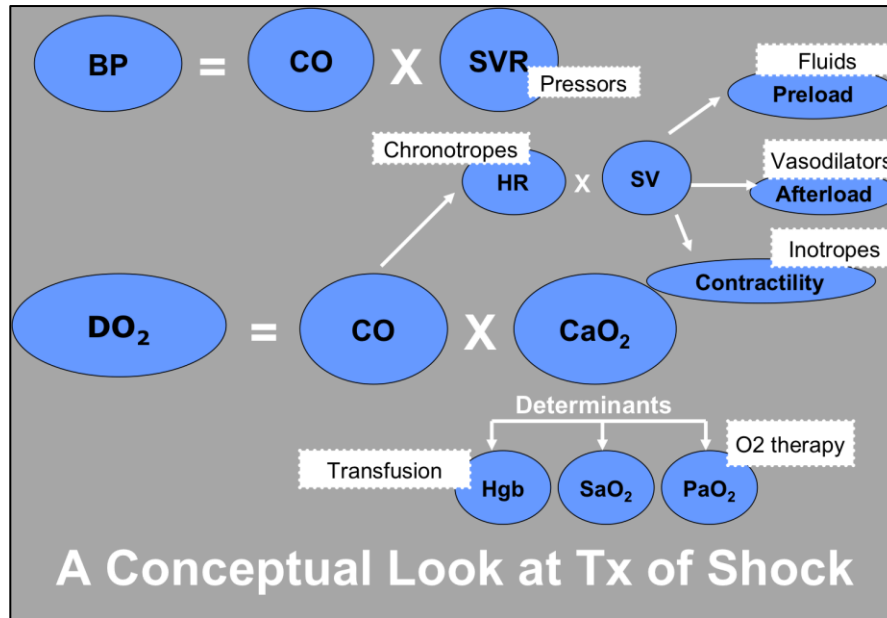 BP = CO X SVR
Pressors
Fluids
Preload
Chronotropes
HR x SV
Vasodilators
Afterload
Inotropes
Contractility
DO₂ = CO X CaO₂
Determinants
Transfusion
O2 therapy
Hgb SaO₂ PaO₂
A Conceptual Look at Tx of Shock